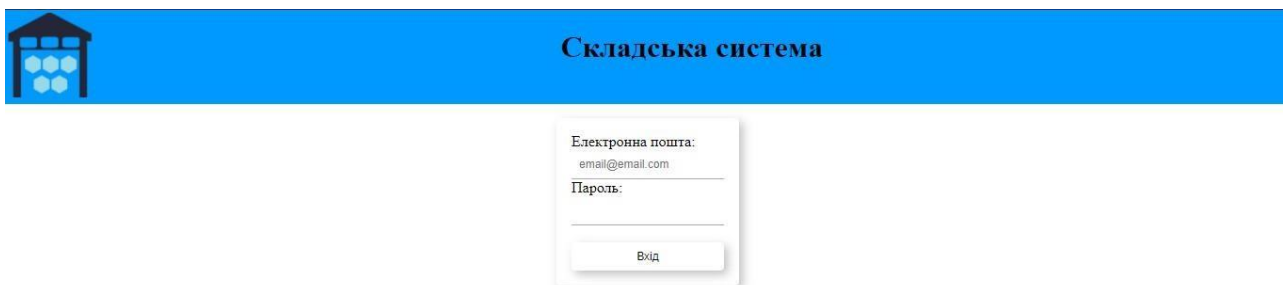 Складська система
Електронна пошта:
email@email.com
Пароль:
Вхід